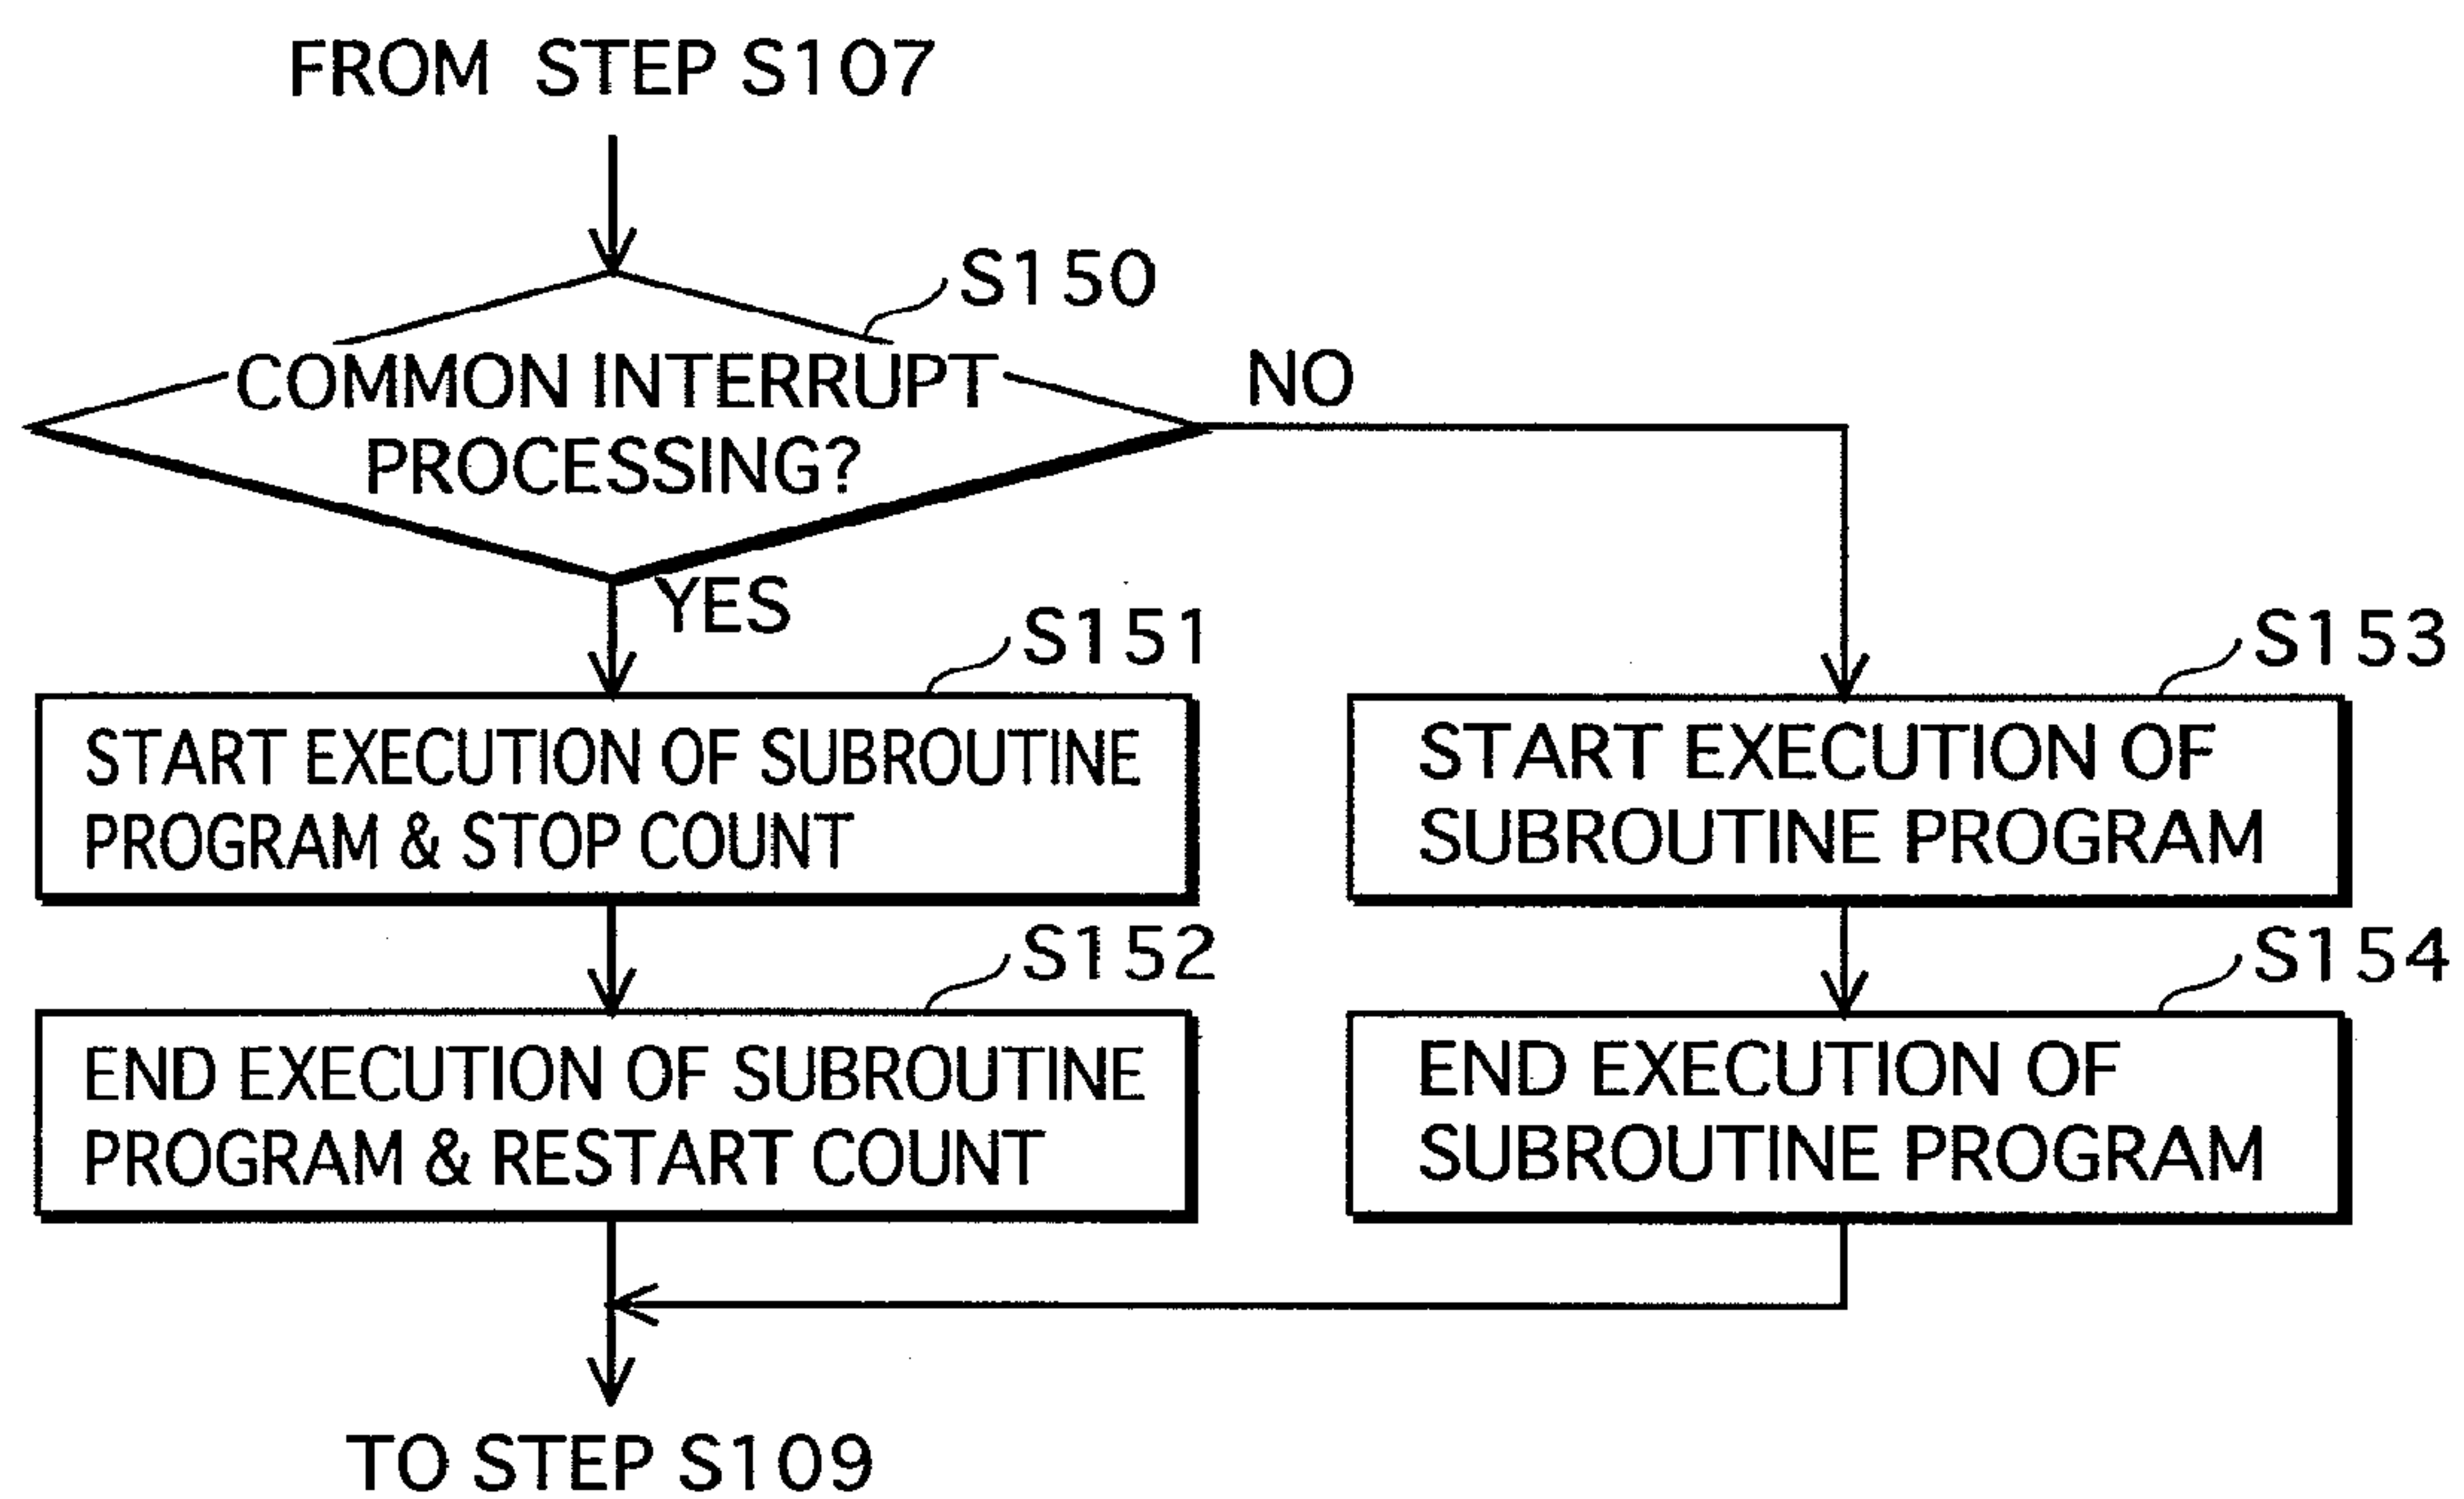 FROM STEP S107
S150
COMMON INTERRUPT
PROCESSING?
NO
YES
S151
START EXECUTION OF SUBROUTINE
PROGRAM & STOP COUNT
S153
START EXECUTION OF
SUBROUTINE PROGRAM
S152
END EXECUTION OF SUBROUTINE
PROGRAM & RESTART COUNT
S154
END EXECUTION OF
SUBROUTINE PROGRAM
TO STEP S109